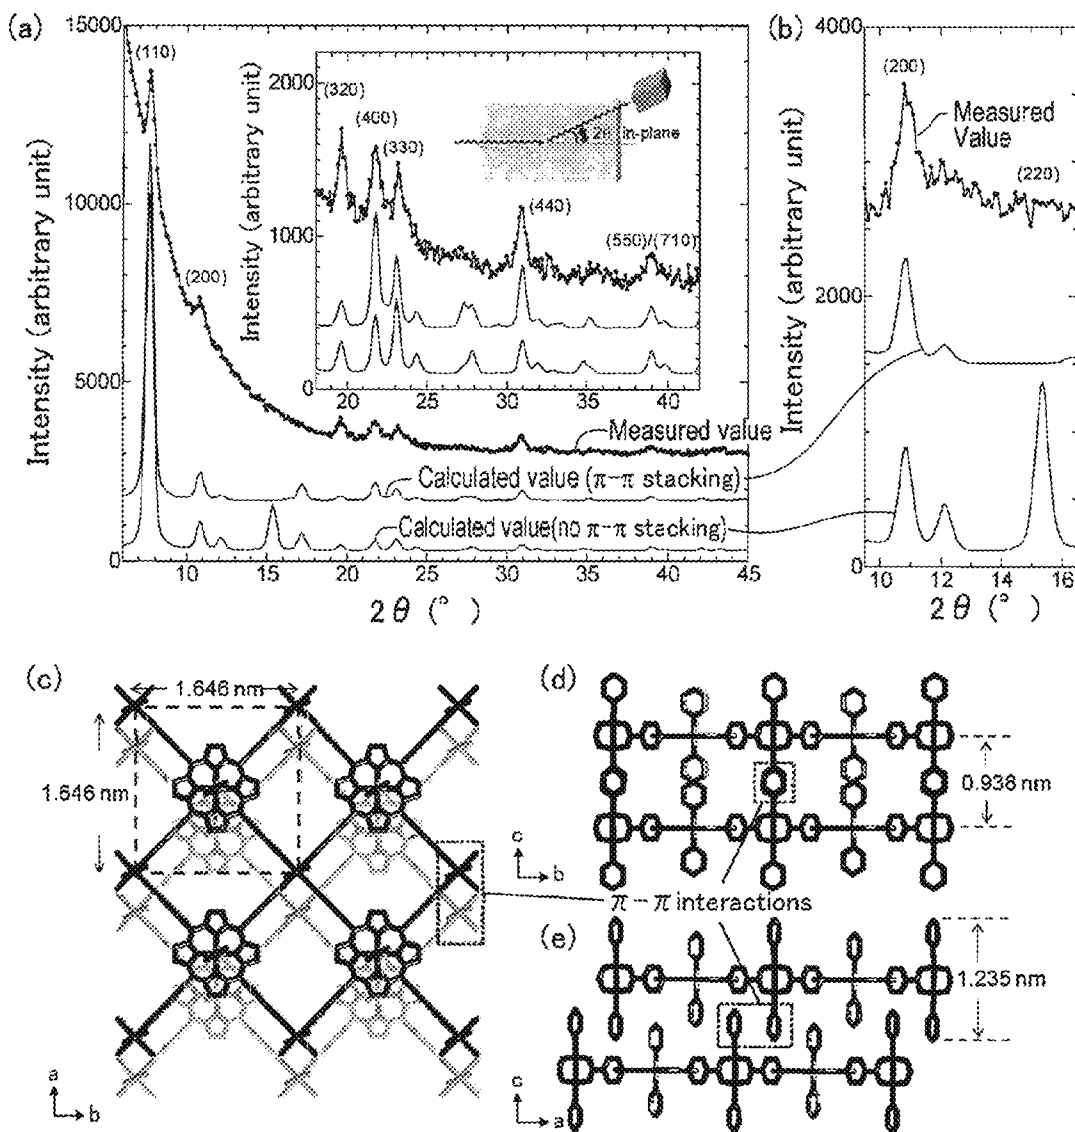 (a)
Intensity (arbitrary unit)
15000
10000
5000
0
(110)
(200)
Intensity (arbitrary unit)
2000
1000
0
(320)
(400)
(330)
(440)
(550)/(710)
2θ in-plane
20 25 30 35 40
Measured value
Calculated value (π-π stacking)
Calculated value(no π-π stacking)
10 15 20 25 30 35 40 45
2θ (°)
(b)
Intensity (arbitrary unit)
4000
2000
0
(200)
Measured
Value
(220)
10 12 14 16
2θ (°)
(c)
1.646 nm
1.646 nm
a
b
(d)
0.938 nm
c
b
π-π interactions
(e)
1.235 nm
c
a